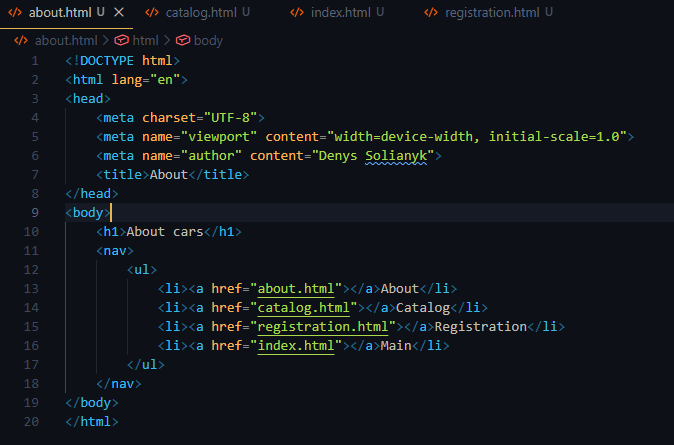 about.html U × catalog.html U index.html U registration.html U
about.html > html > body
1 <!DOCTYPE html>
2 <html lang="en">
3 <head>
4 <meta charset="UTF-8">
5 <meta name="viewport" content="width=device-width, initial-scale=1.0">
6 <meta name="author" content="Denys Solianyk">
7 <title>About</title>
8 </head>
9 <body>
10 <h1>About cars</h1>
11 <nav>
12 <ul>
13 <li><a href="about.html"></a>About</li>
14 <li><a href="catalog.html"></a>Catalog</li>
15 <li><a href="registration.html"></a>Registration</li>
16 <li><a href="index.html"></a>Main</li>
17 </ul>
18 </nav>
19 </body>
20 </html>